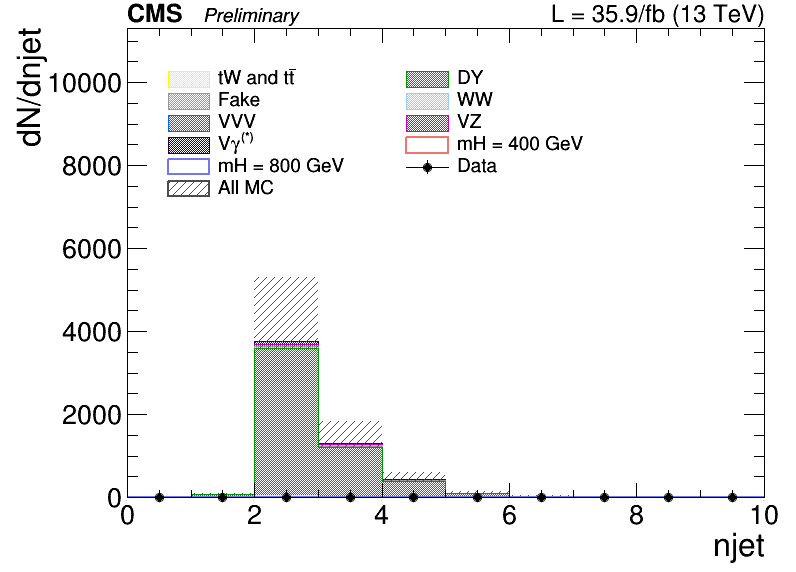 CMS Preliminary L = 35.9/fb (13 TeV)
dN/dnjet
10000
8000
6000
4000
2000
0
tW and tt̄
DY
Fake
WW
VVV
VZ
Vγ(*)
mH = 400 GeV
mH = 800 GeV
Data
All MC
0 2 4 6 8 10
njet